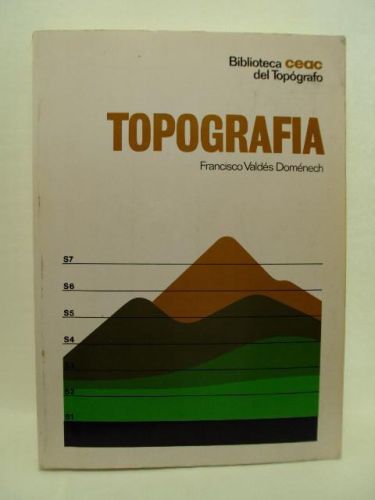 Biblioteca ceac
del Topógrafo
TOPOGRAFIA
Francisco Valdés Doménech
S7
S6
S5
S4
S3
S2
S1